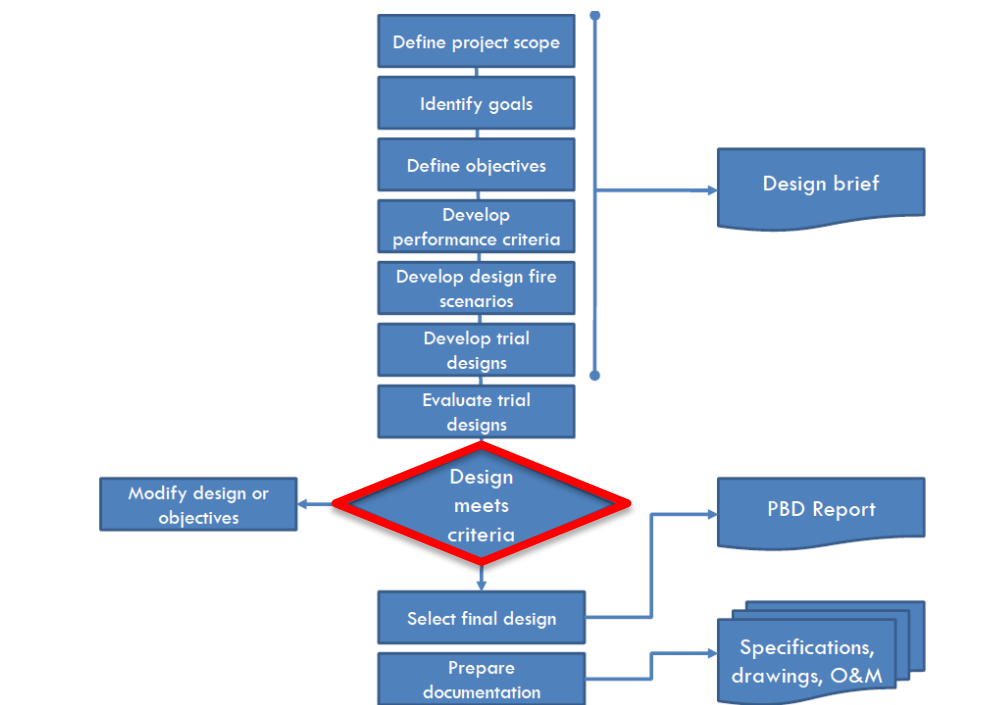 Define project scope
Identify goals
Define objectives
Develop
performance criteria
Develop design fire
scenarios
Develop trial
designs
Evaluate trial
designs
Design brief
Design
meets
criteria
Modify design or
objectives
PBD Report
Select final design
Prepare
documentation
Specifications,
drawings, O&M